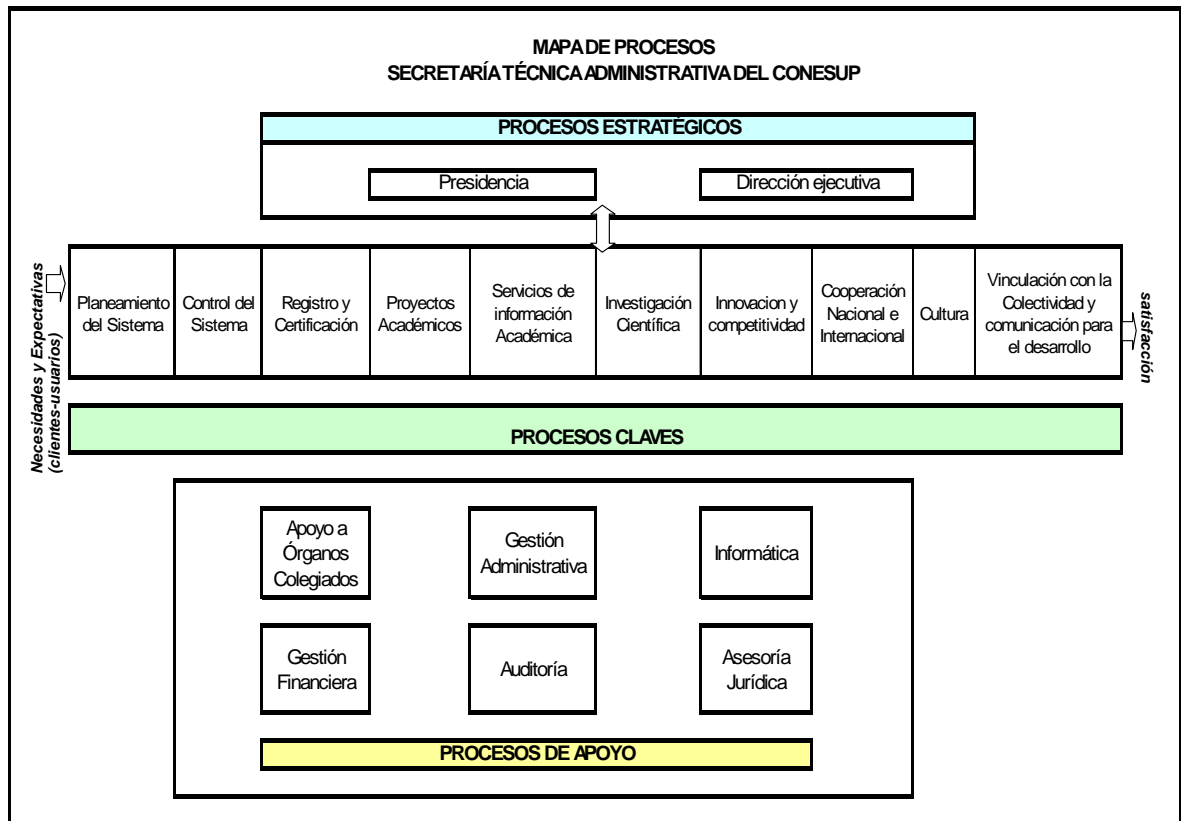 MAPA DE PROCESOS
SECRETARÍA TÉCNICA ADMINISTRATIVA DEL CONESUP
PROCESOS ESTRATÉGICOS
Presidencia
Dirección ejecutiva
Necesidades y Expectativas
(clientes-usuarios)
Planeamiento
del Sistema
Control del
Sistema
Registro y
Certificación
Proyectos
Académicos
Servicios de
información
Académica
Investigación
Científica
Innovacion y
competitividad
Cooperación
Nacional e
Internacional
Cultura
Vinculación con la
Colectividad y
comunicación para
el desarrollo
satisfacción
PROCESOS CLAVES
Apoyo a
Órganos
Colegiados
Gestión
Administrativa
Informática
Gestión
Financiera
Auditoría
Asesoría
Jurídica
PROCESOS DE APOYO